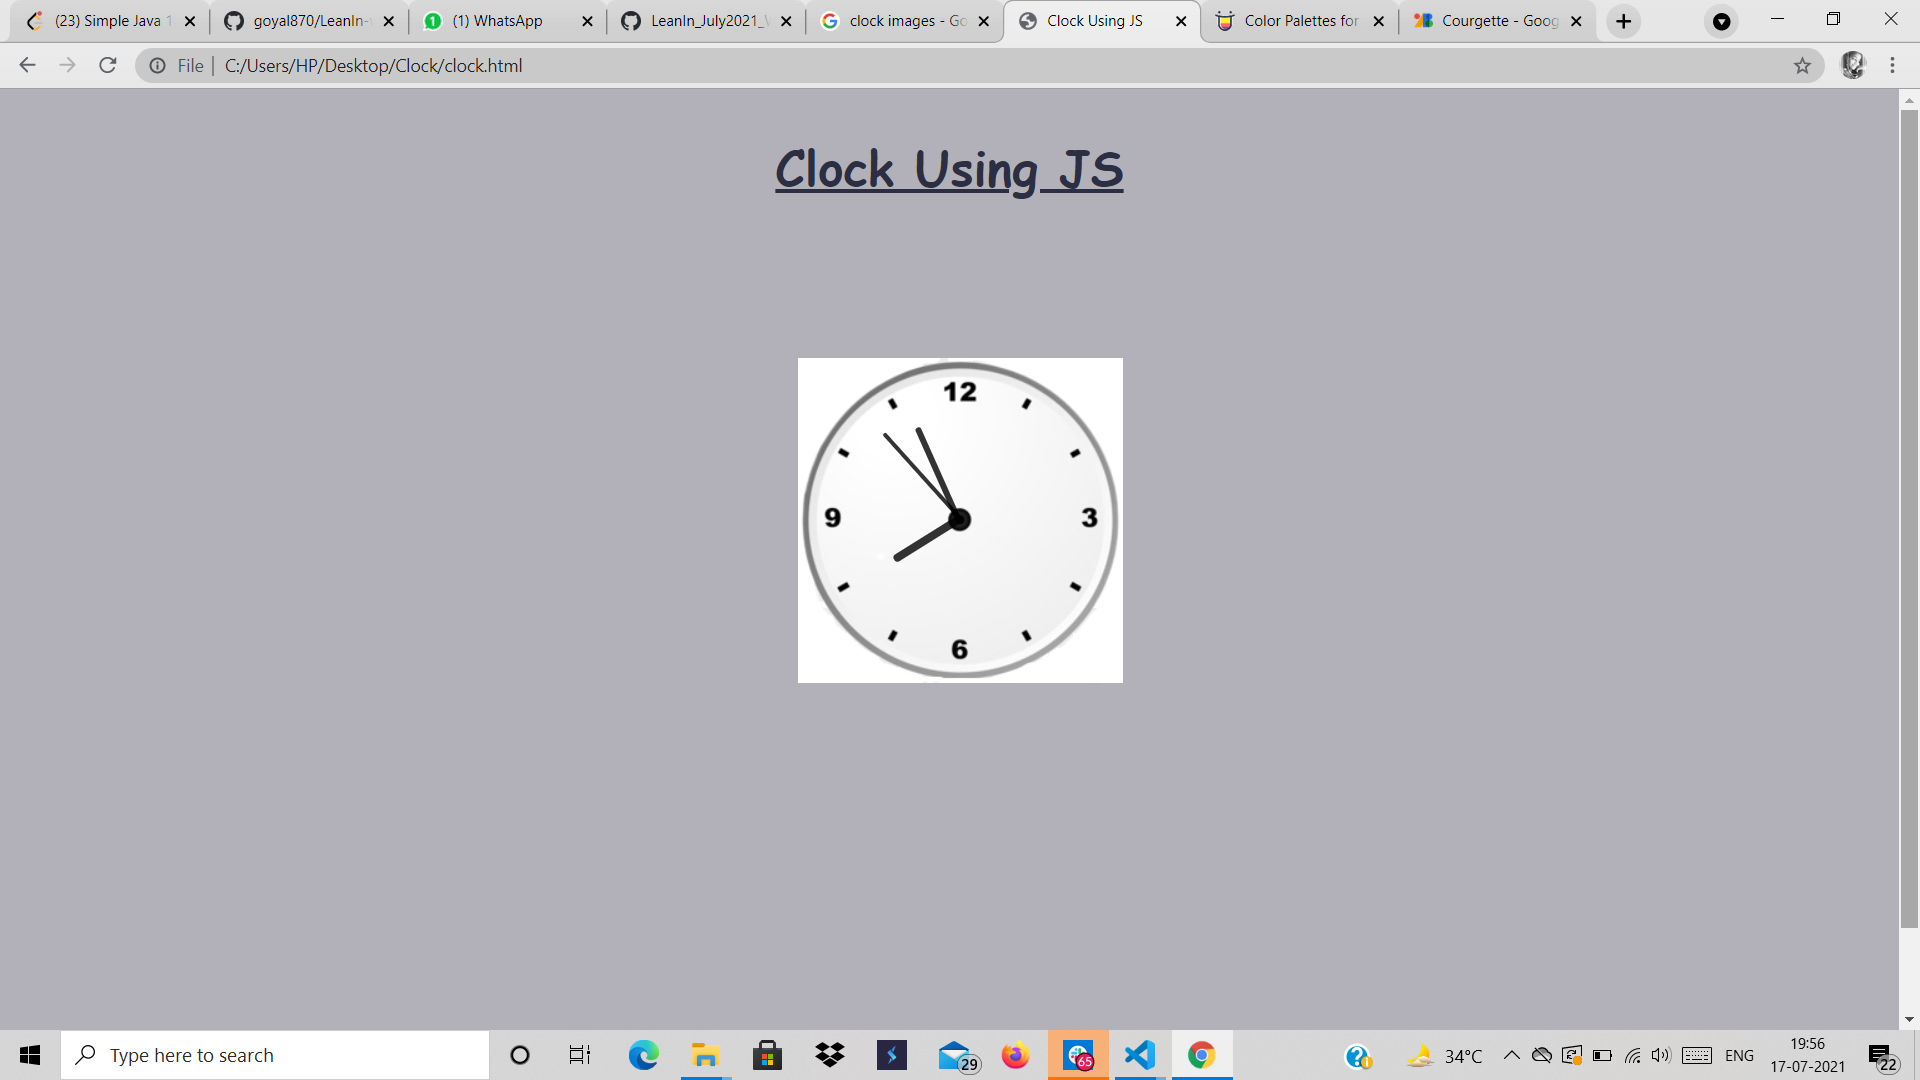 (23) Simple Java 1
goyal870/LeanIn-
(1) WhatsApp
LeanIn_July2021_
clock images - Go
Clock Using JS
Color Palettes for
Courgette - Goog
File | C:/Users/HP/Desktop/Clock/clock.html
Clock Using JS
12
9
3
6
Type here to search
29
65
34°C
ENG
19:56
17-07-2021
22